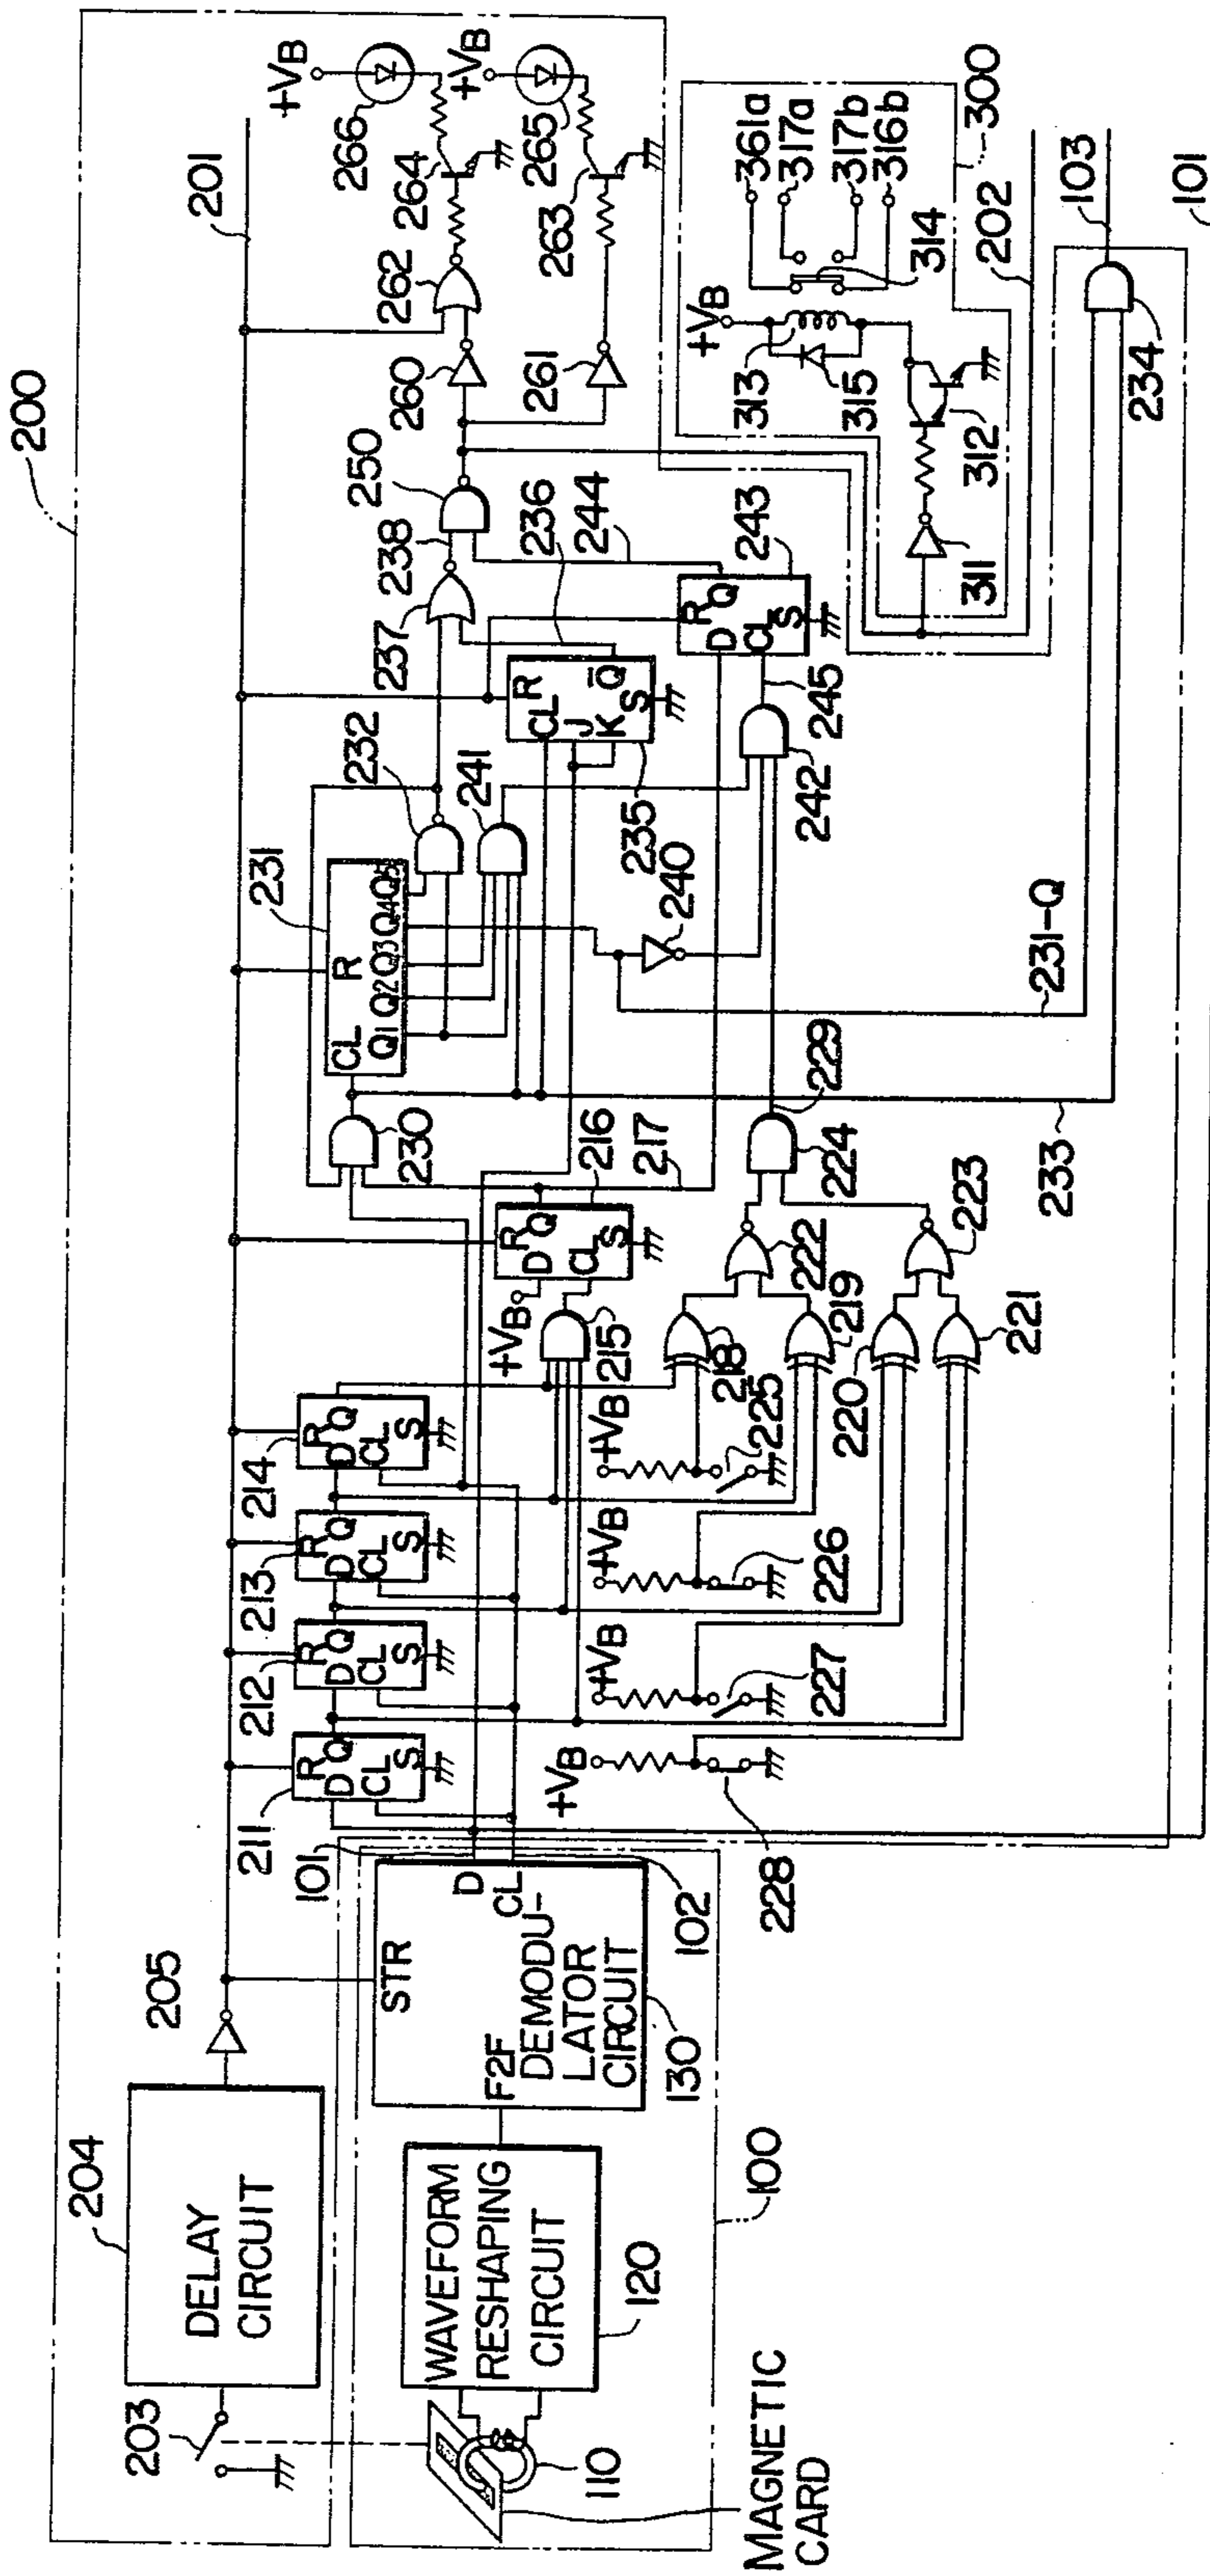 200
204
205
DELAY
CIRCUIT
203
201
+VB
266
264
262
260
+VB
265
263
261
250
238
236
244
237
232
241
231
R
CL
Q1 Q2 Q3 Q4 Q5
230
235
CL R
J
K Q̄
S
243
R
D Q
CL
S
245
242
240
231-Q
229
233
216
217
R
D Q
CL
S
+VB
215
214
R
D Q
CL
S
213
R
D Q
CL
S
212
R
D Q
CL
S
211
R
D Q
CL
S
101
102
STR
D
CL
F2F
DEMODU-
LATOR
CIRCUIT
130
WAVEFORM
RESHAPING
CIRCUIT
120
100
110
MAGNETIC
CARD
+VB
228
+VB
227
+VB
226
+VB
225
218
219
220
221
222
223
224
300
361a
317a
317b
316b
314
+VB
313
315
312
311
202
103
234
101